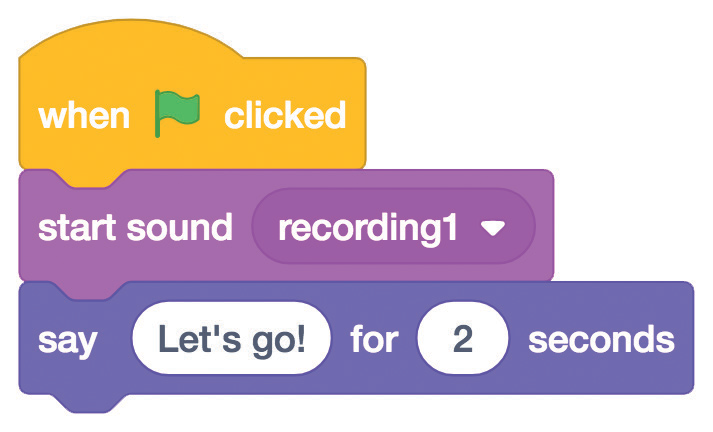 when clicked
start sound recording1
say Let's go! for 2 seconds